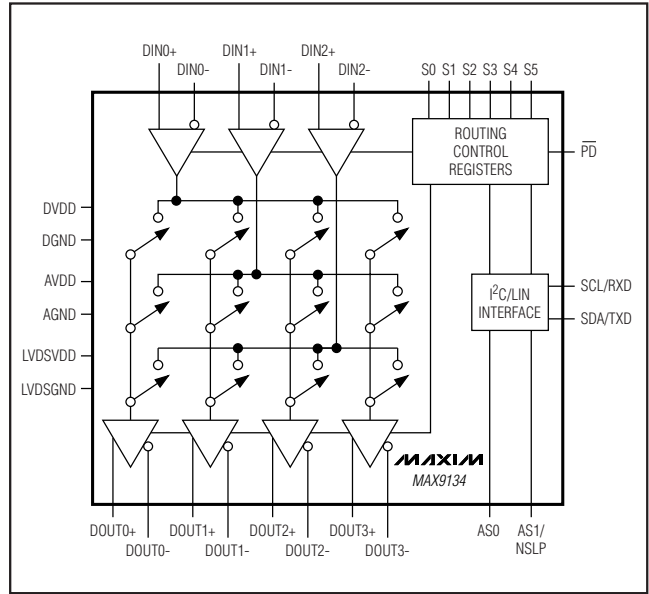 DIN0+ DIN1+ DIN2+
DIN0- DIN1- DIN2- S0 S1 S2 S3 S4 S5
ROUTING
CONTROL
REGISTERS
PD
DVDD
DGND
AVDD
AGND
LVDSVDD
LVDSGND
I²C/LIN
INTERFACE
SCL/RXD
SDA/TXD
MAXIM
MAX9134
DOUT0+ DOUT1+ DOUT2+ DOUT3+ AS0 AS1/
DOUT0- DOUT1- DOUT2- DOUT3- NSLP